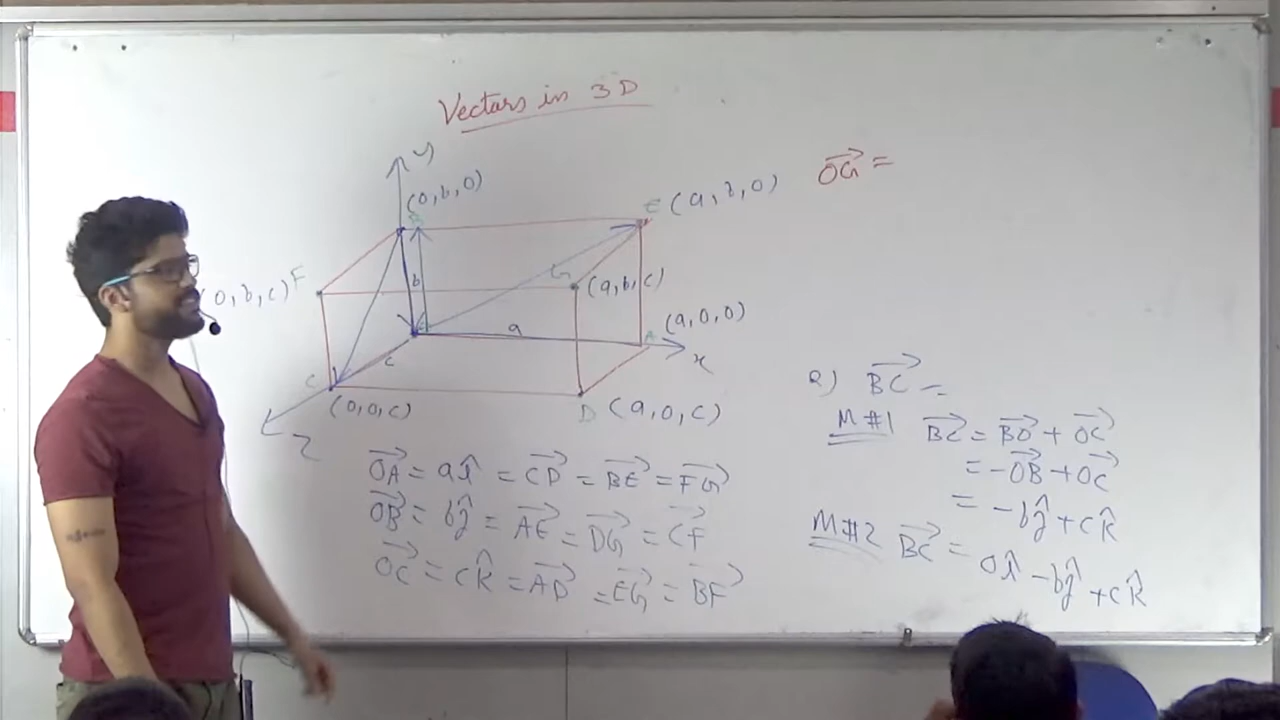 Vectors in 3D
y
(0,b,0)
B
E (a,b,0)
F
(0,b,c)
G
(a,b,c)
b
a
c
(a,0,0)
A
x
C
(0,0,c)
z
D (a,0,c)
OA = aî = CD = BE = FG
OB = bĵ = AE = DG = CF
OC = ck̂ = AD = EG = BF
OG =
2) BC =
M#1 BC = BO + OC
= -OB + OC
= -bĵ + ck̂
M#2 BC = 0î - bĵ + ck̂